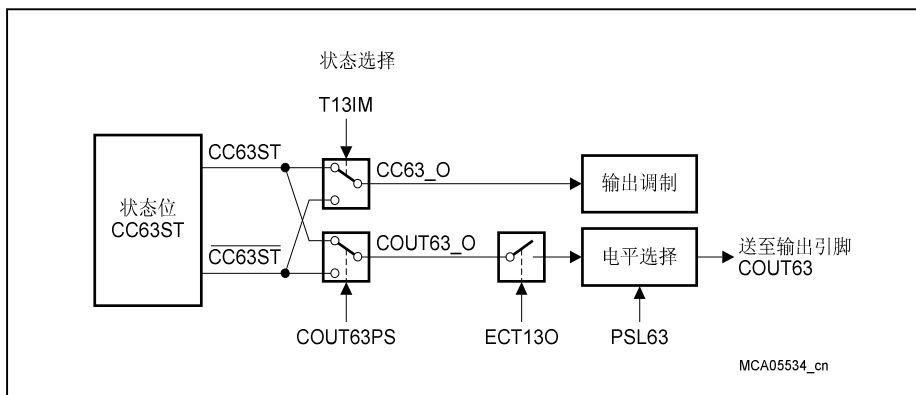 状态选择
T13IM
CC63ST
CC63_O
状态位
CC63ST
输出调制
CC63ST
COUT63_O
电平选择
送至输出引脚
COUT63
COUT63PS
ECT13O
PSL63
MCA05534_cn